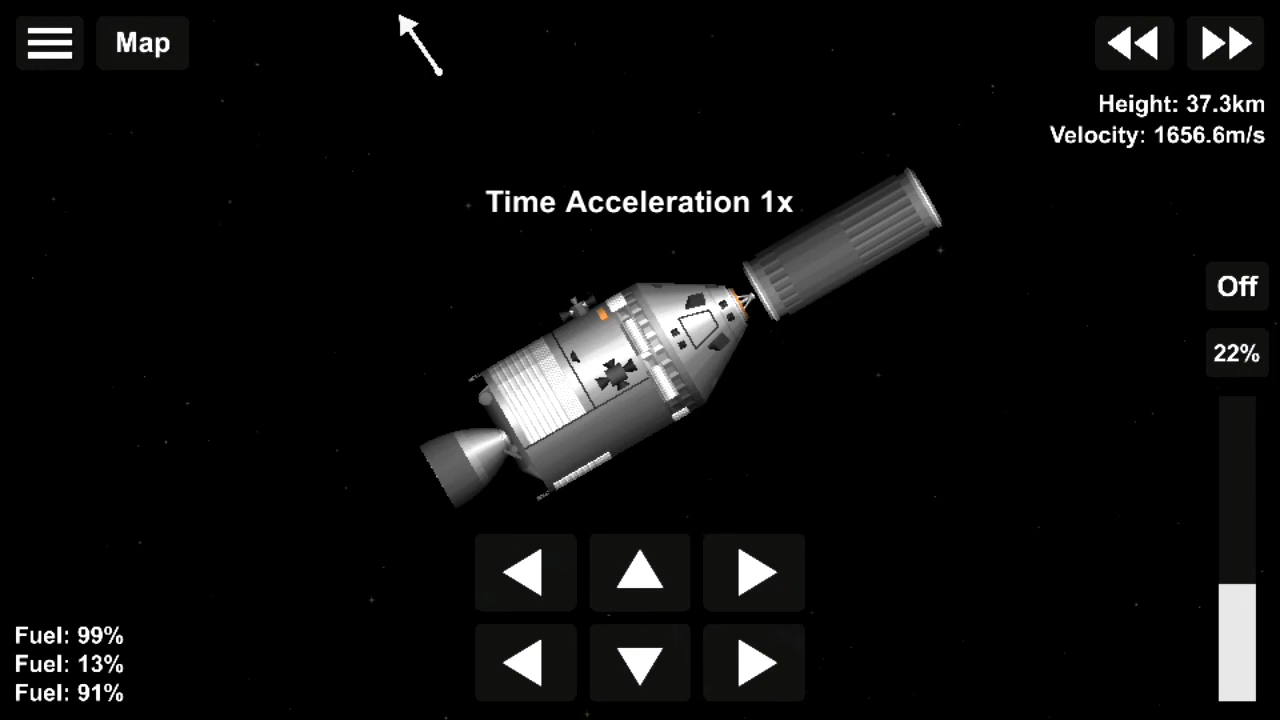 Map
Height: 37.3km
Velocity: 1656.6m/s
Time Acceleration 1x
Off
22%
Fuel: 99%
Fuel: 13%
Fuel: 91%